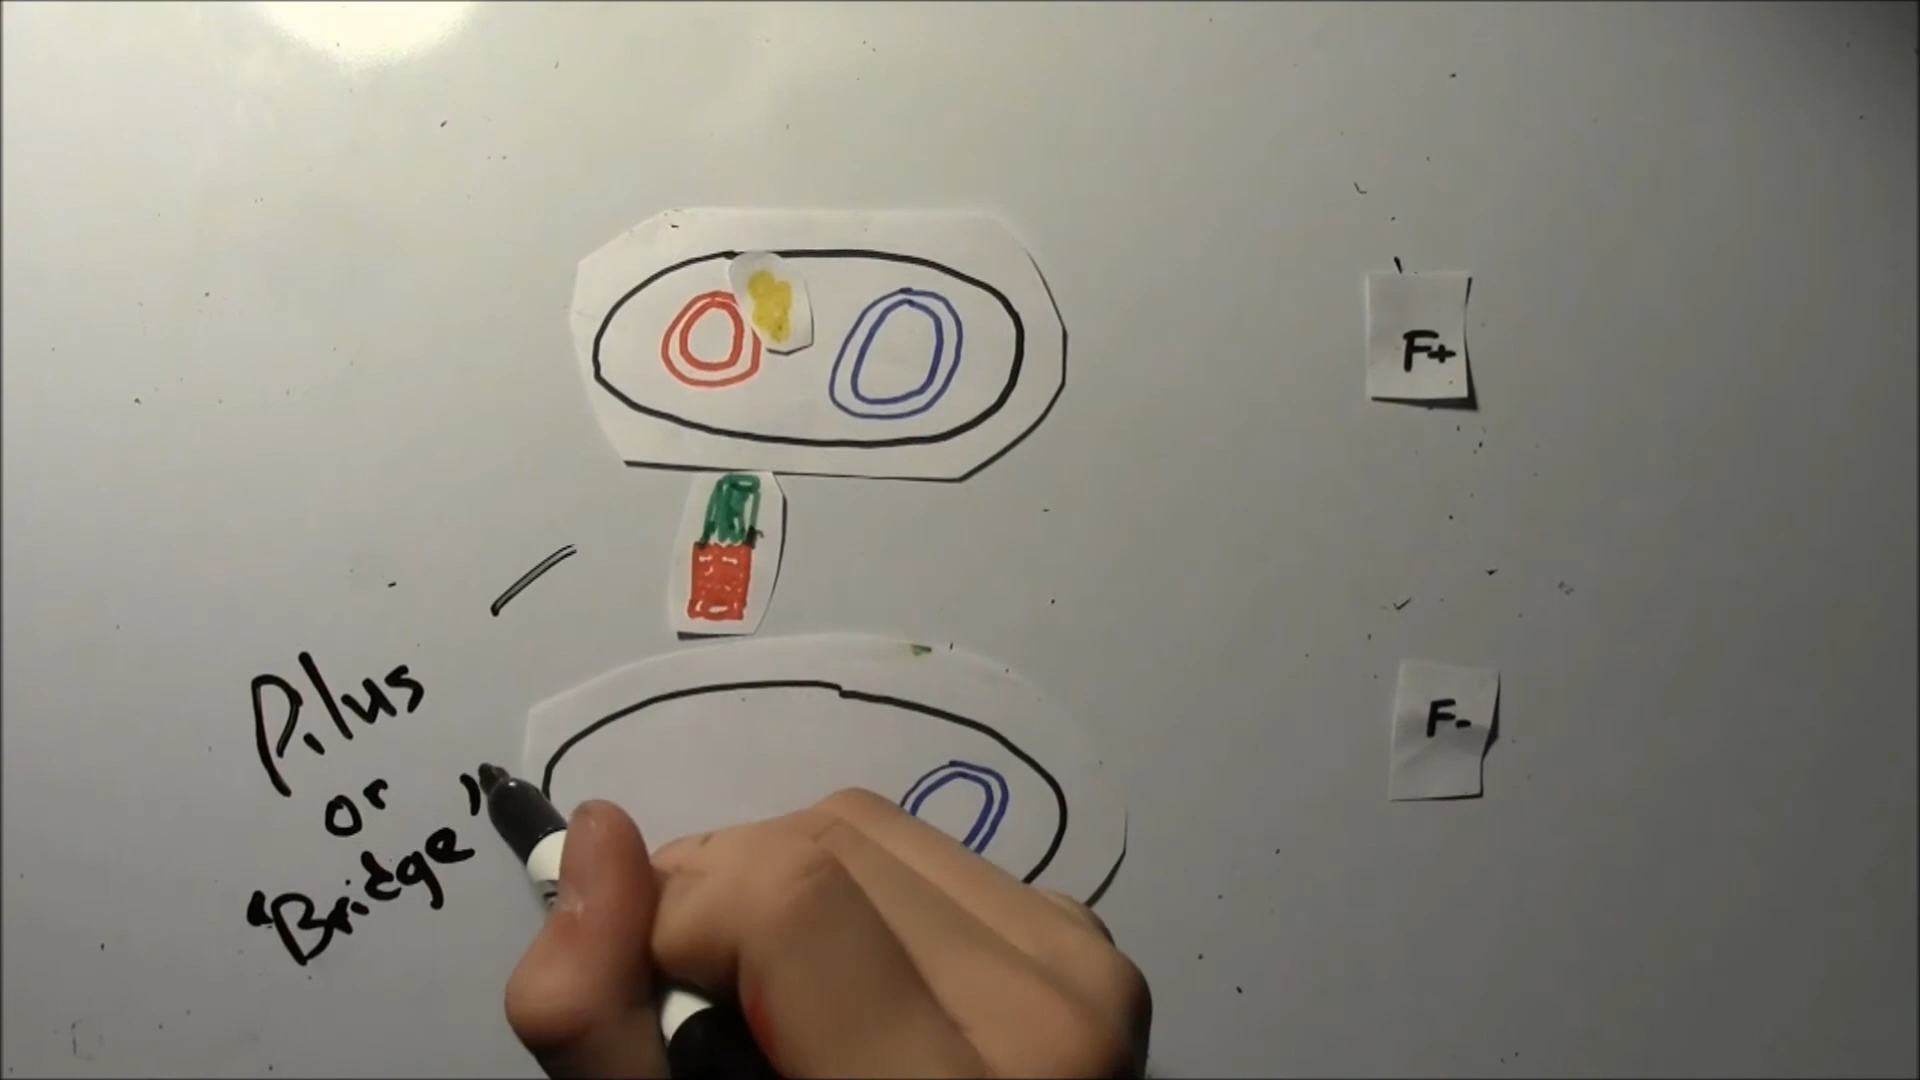 F+
F-
Pilus
or
"Bridge"